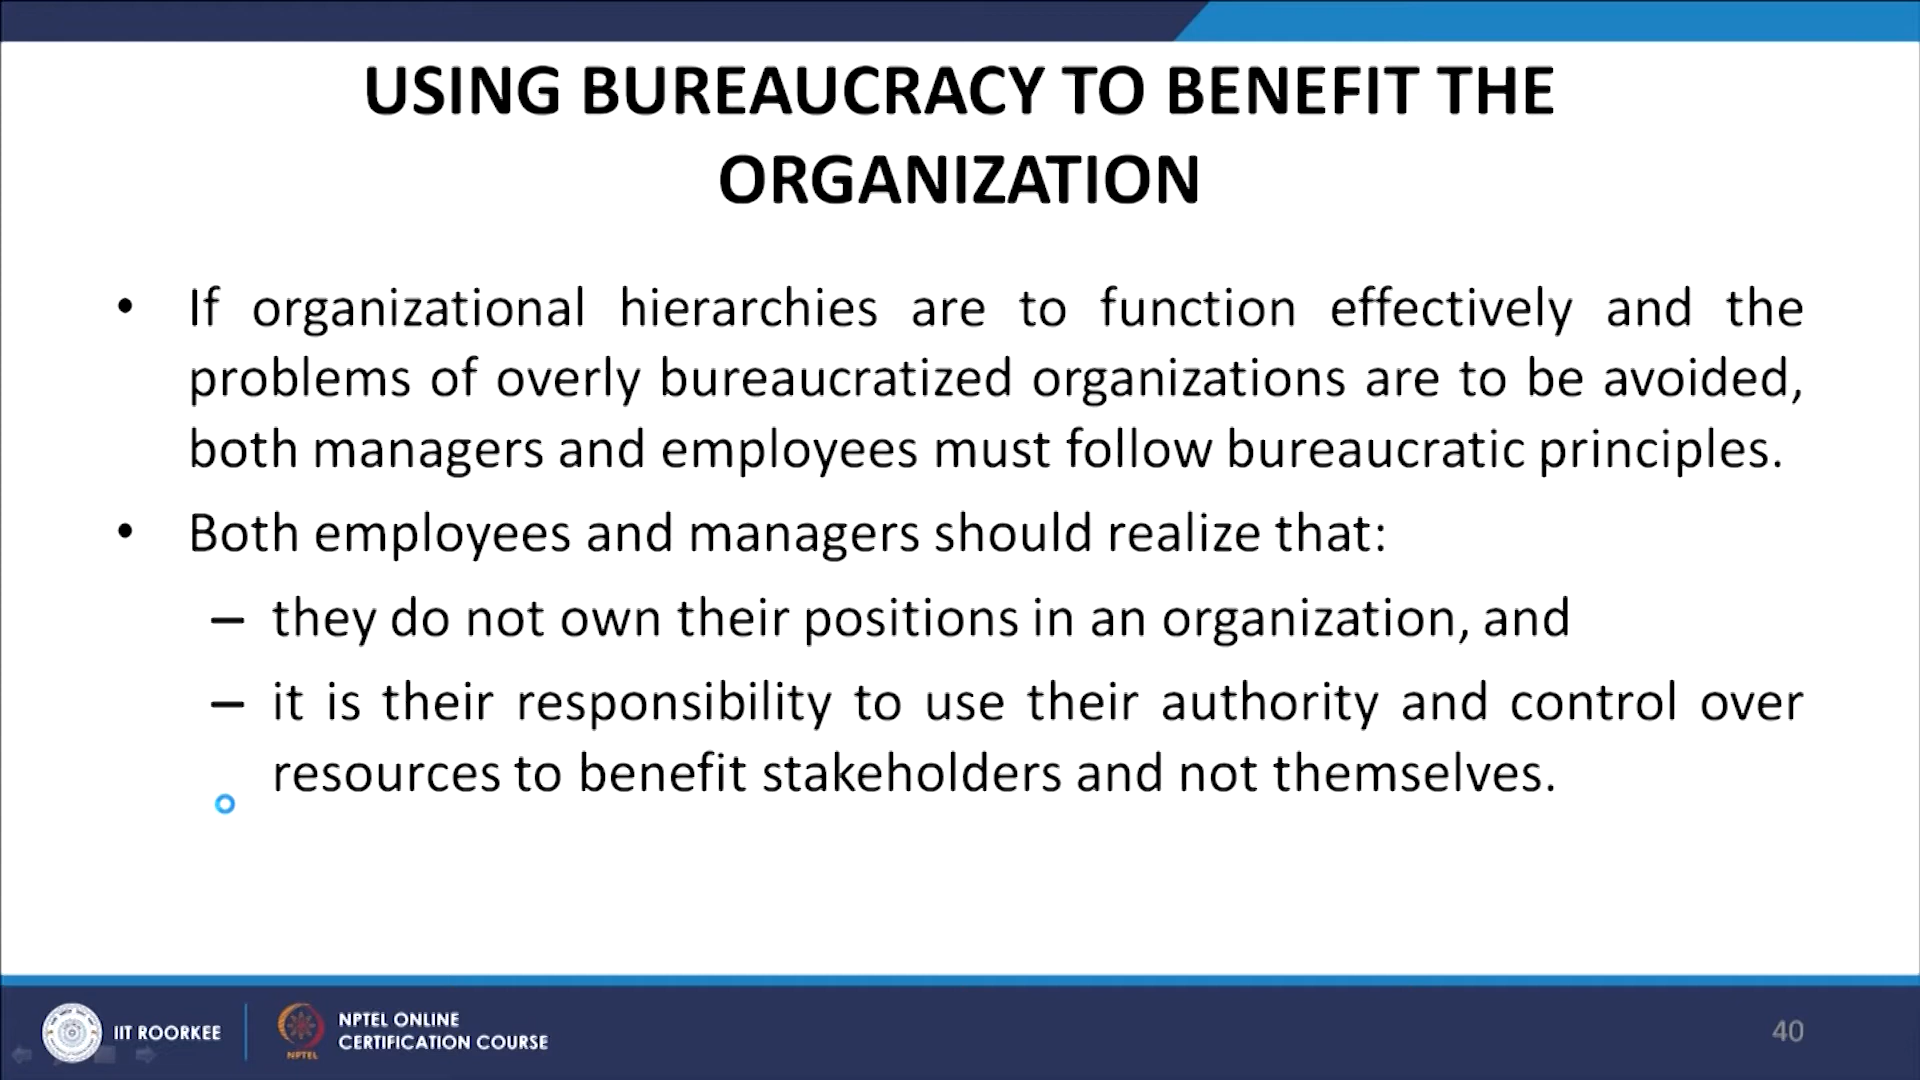 USING BUREAUCRACY TO BENEFIT THE
ORGANIZATION
• If organizational hierarchies are to function effectively and the
problems of overly bureaucratized organizations are to be avoided,
both managers and employees must follow bureaucratic principles.
• Both employees and managers should realize that:
– they do not own their positions in an organization, and
– it is their responsibility to use their authority and control over
resources to benefit stakeholders and not themselves.
IIT ROORKEE
NPTEL
NPTEL ONLINE
CERTIFICATION COURSE
40